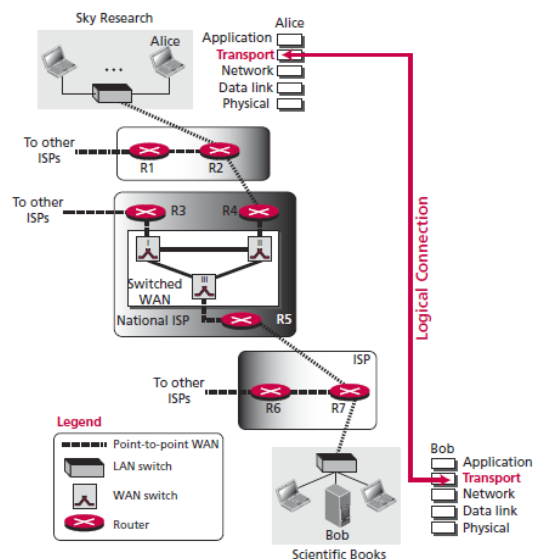 Sky Research
Alice
...
Alice
Application
Transport
Network
Data link
Physical
To other
ISPs
R1
R2
To other
ISPs
R3
R4
I
II
III
Switched
WAN
National ISP
R5
Logical Connection
ISP
To other
ISPs
R6
R7
Legend
Point-to-point WAN
LAN switch
WAN switch
Router
Bob
Scientific Books
Bob
Application
Transport
Network
Data link
Physical